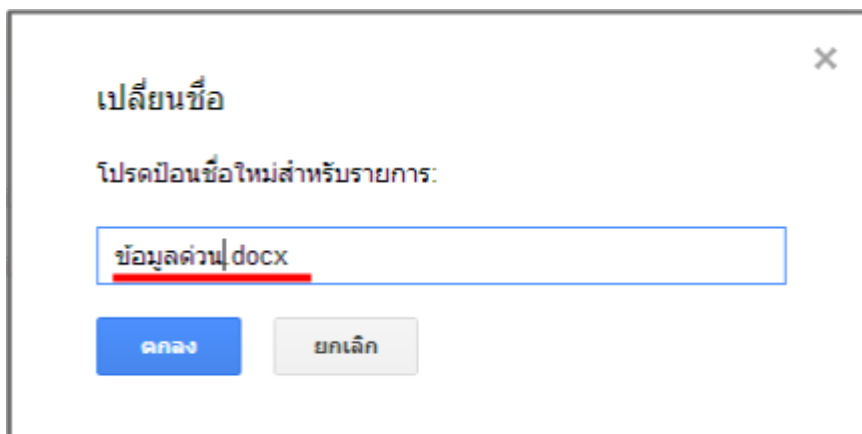 เปลี่ยนชื่อ
โปรดป้อนชื่อใหม่สำหรับรายการ:
ข้อมูลด่วน.docx
ตกลง ยกเลิก